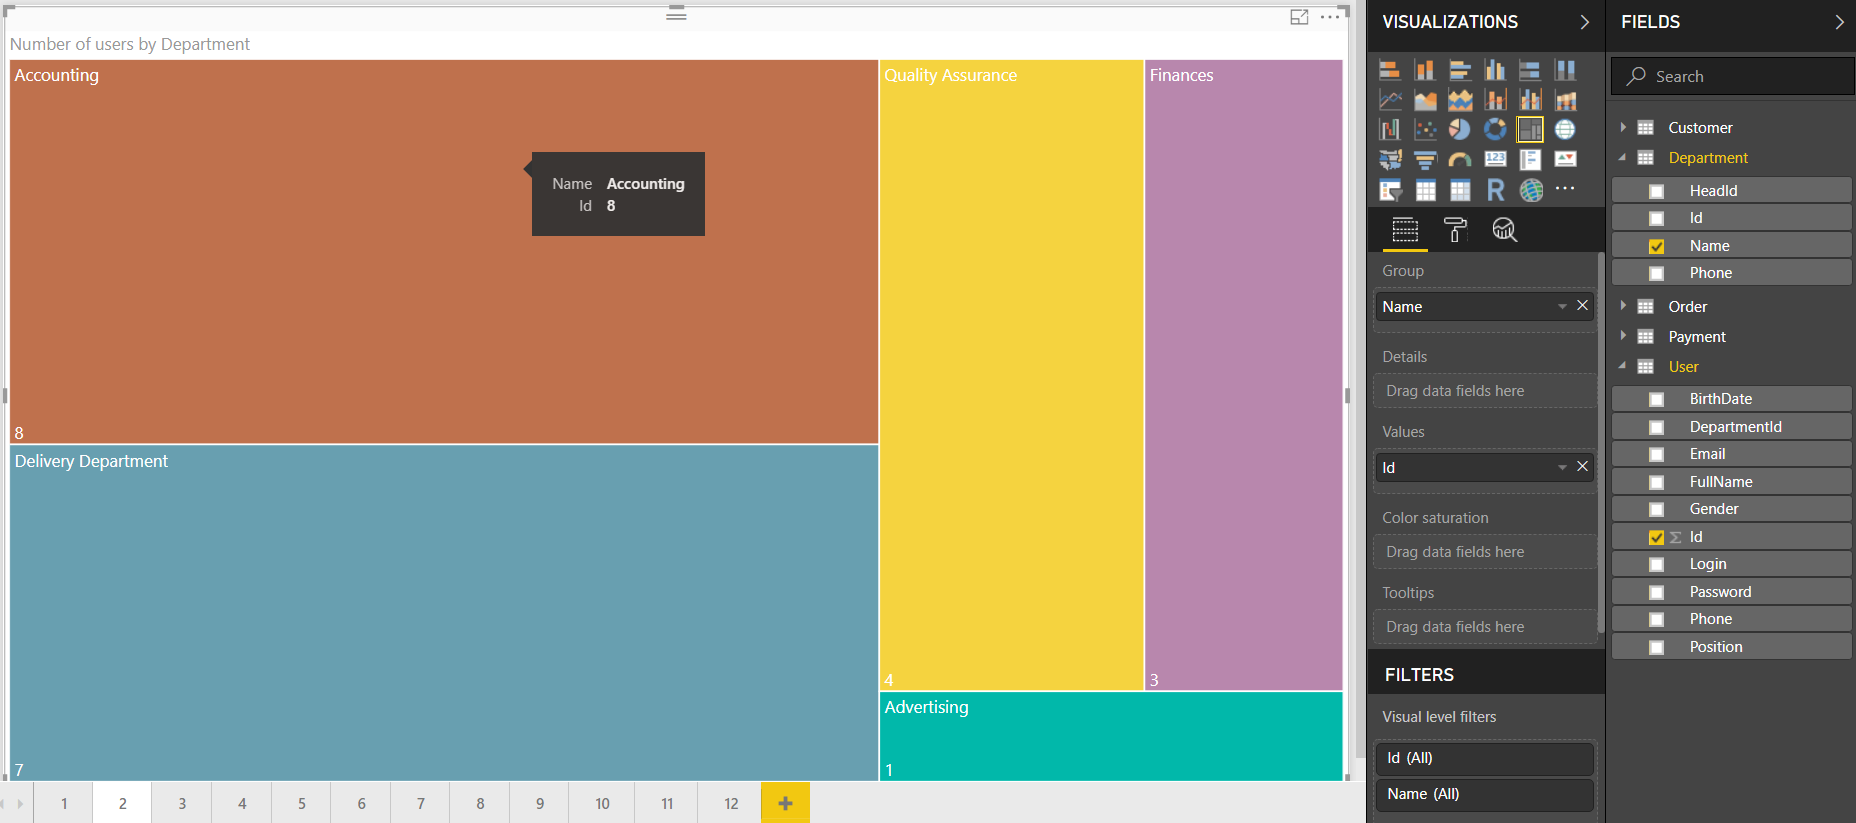 Number of users by Department
Accounting
Name Accounting
Id 8
8
Delivery Department
7
Quality Assurance
4
Finances
3
Advertising
1
1 2 3 4 5 6 7 8 9 10 11 12 +
VISUALIZATIONS
123
R
Group
Name
Details
Drag data fields here
Values
Id
Color saturation
Drag data fields here
Tooltips
Drag data fields here
FILTERS
Visual level filters
Id (All)
Name (All)
FIELDS
Search
Customer
Department
HeadId
Id
Name
Phone
Order
Payment
User
BirthDate
DepartmentId
Email
FullName
Gender
Σ Id
Login
Password
Phone
Position